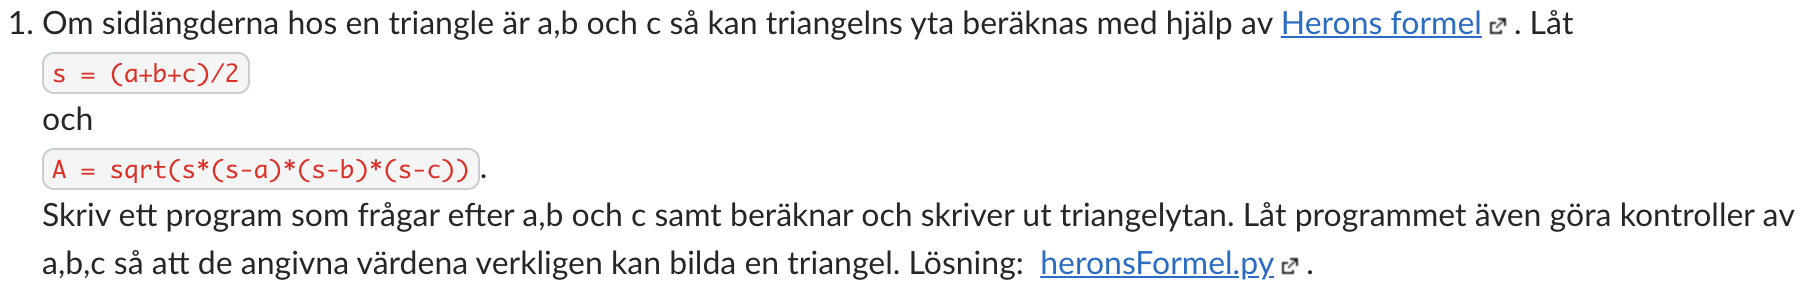 1. Om sidlängderna hos en triangle är a,b och c så kan triangelns yta beräknas med hjälp av Herons formel . Låt
s = (a+b+c)/2
och
A = sqrt(s*(s-a)*(s-b)*(s-c)).
Skriv ett program som frågar efter a,b och c samt beräknar och skriver ut triangelytan. Låt programmet även göra kontroller av
a,b,c så att de angivna värdena verkligen kan bilda en triangel. Lösning: heronsFormel.py .